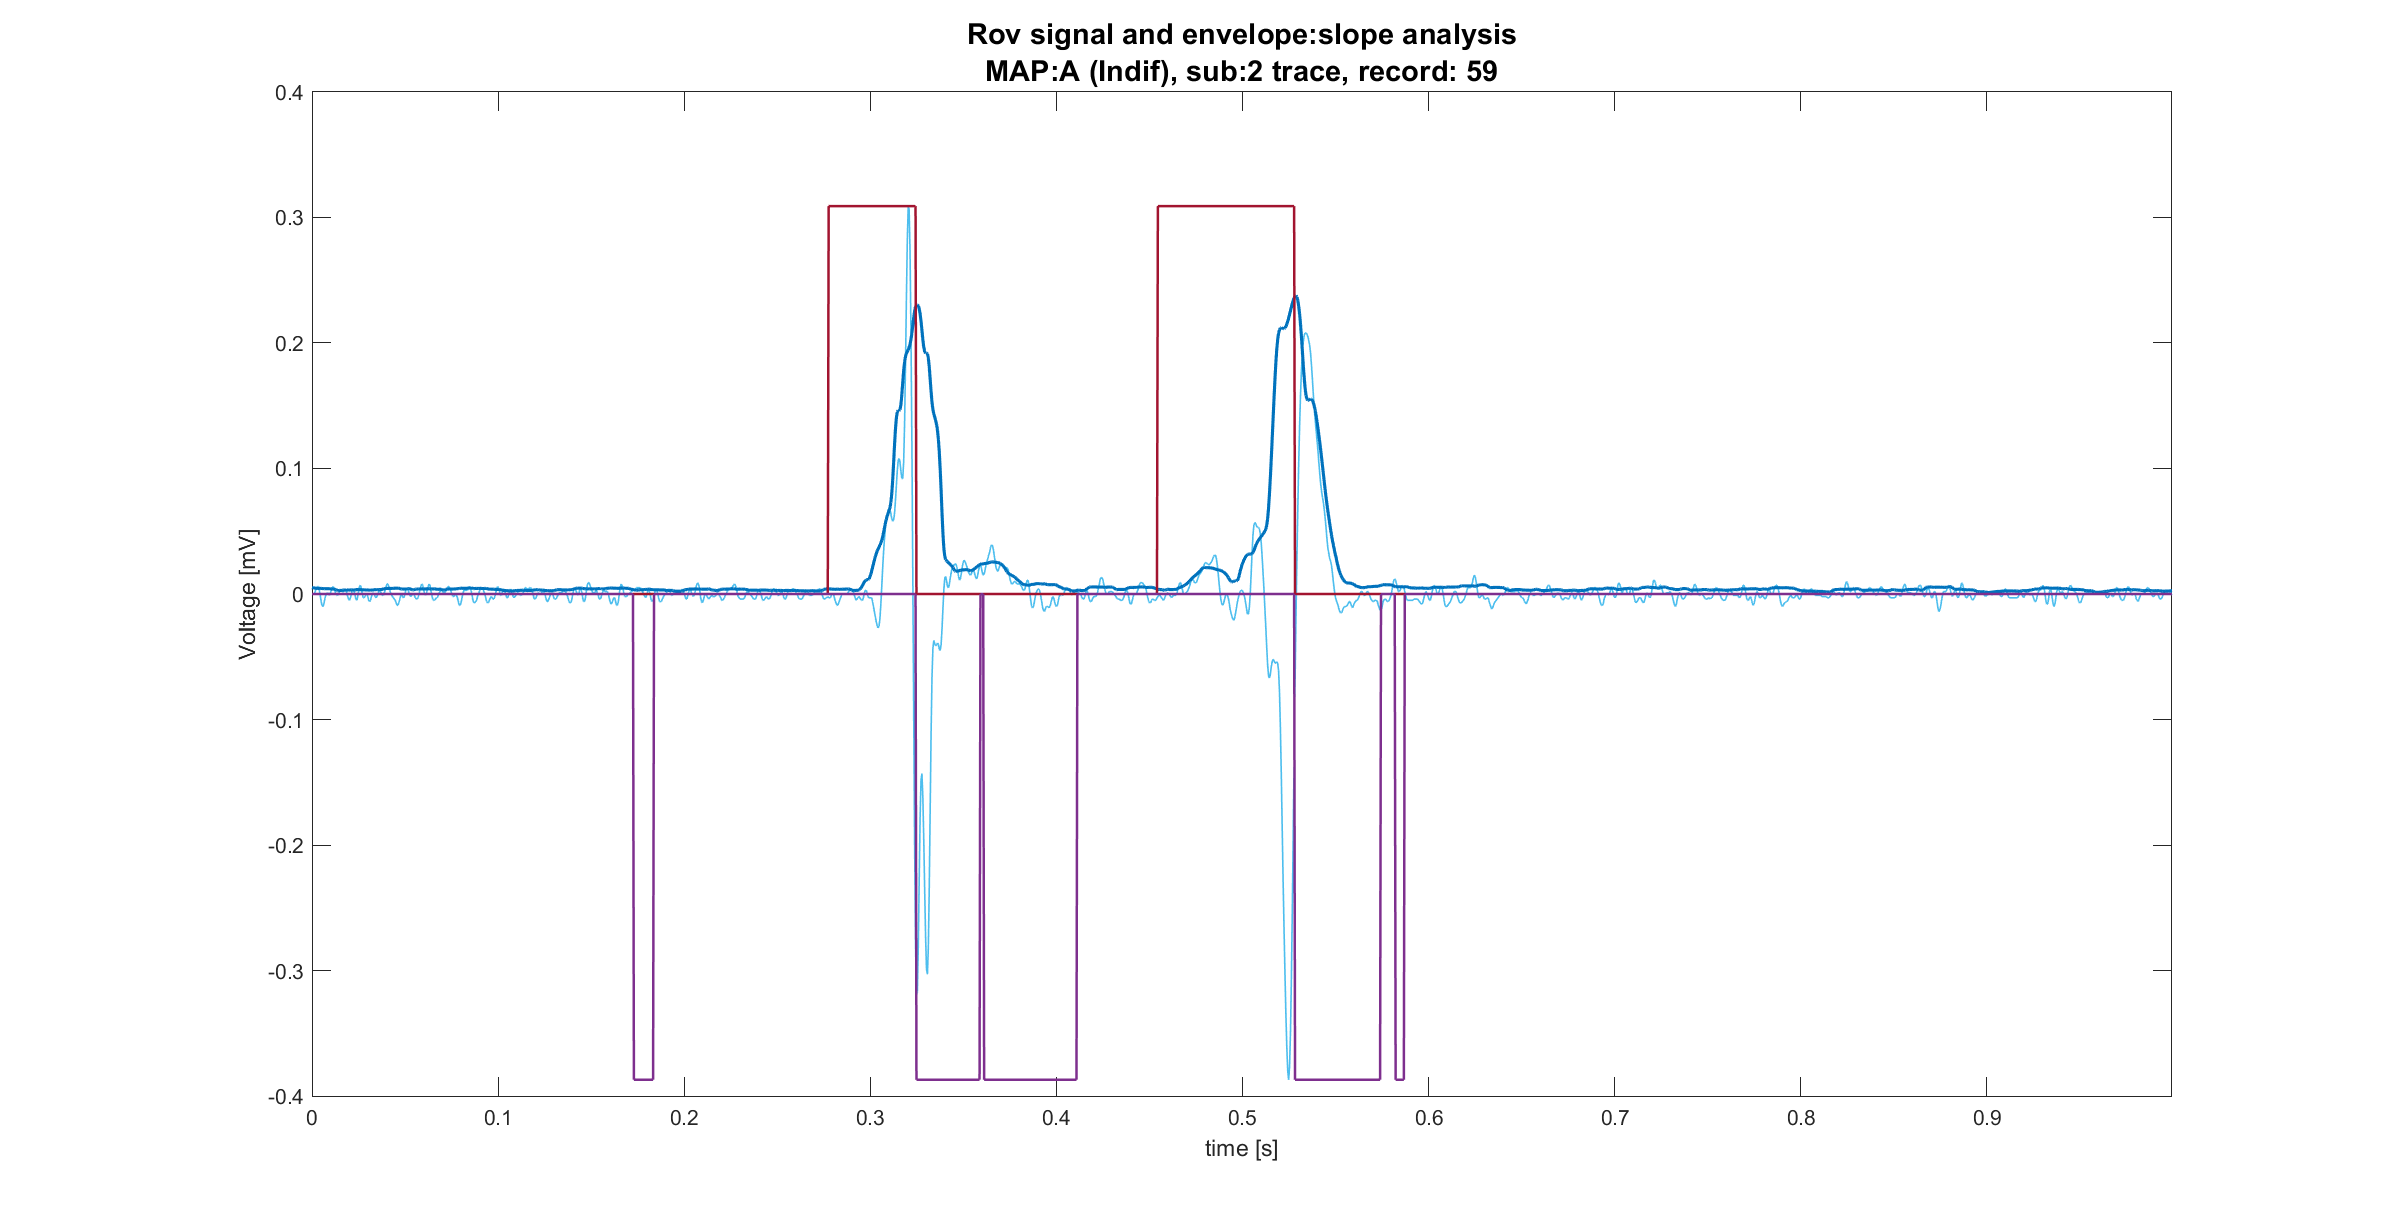 Rov signal and envelope:slope analysis
MAP:A (Indif), sub:2 trace, record: 59
0.4
0.3
0.2
0.1
0
-0.1
-0.2
-0.3
-0.4
Voltage [mV]
0 0.1 0.2 0.3 0.4 0.5 0.6 0.7 0.8 0.9
time [s]